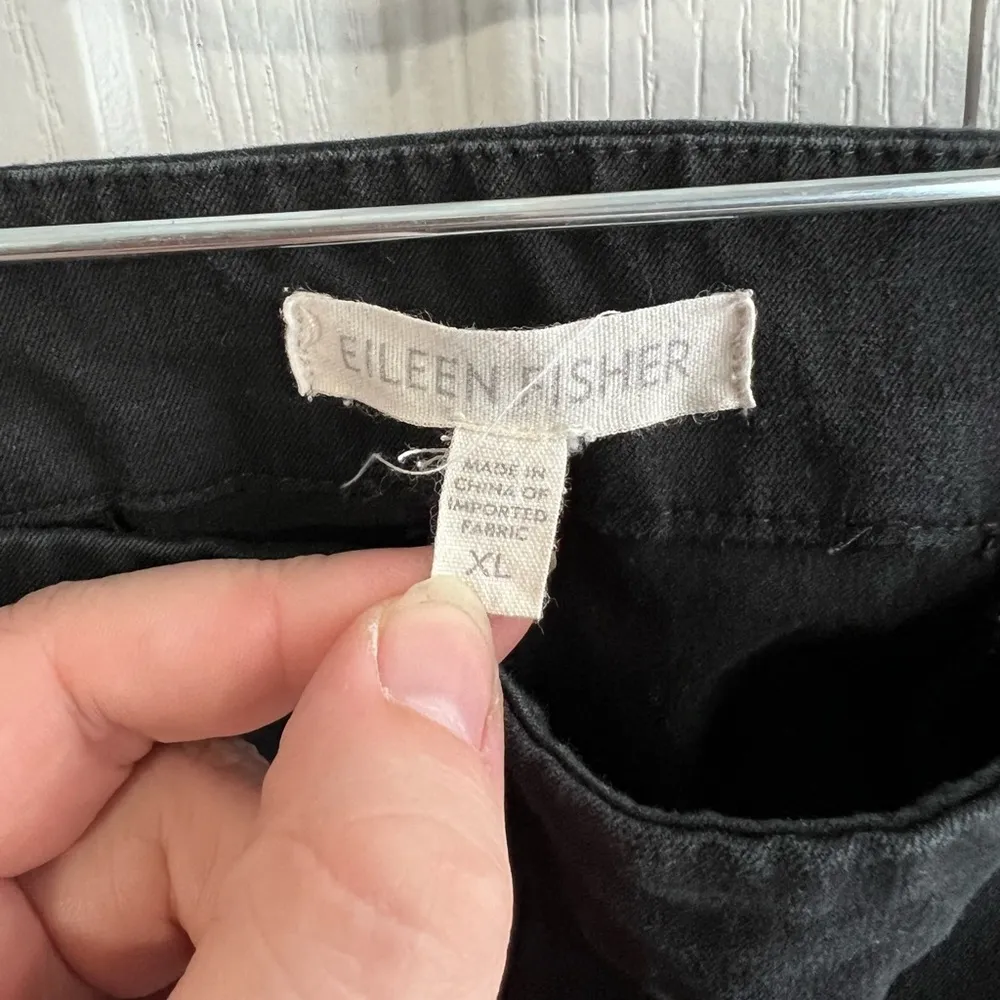 EILEEN FISHER
MADE IN
CHINA OF
IMPORTED
FABRIC
XL